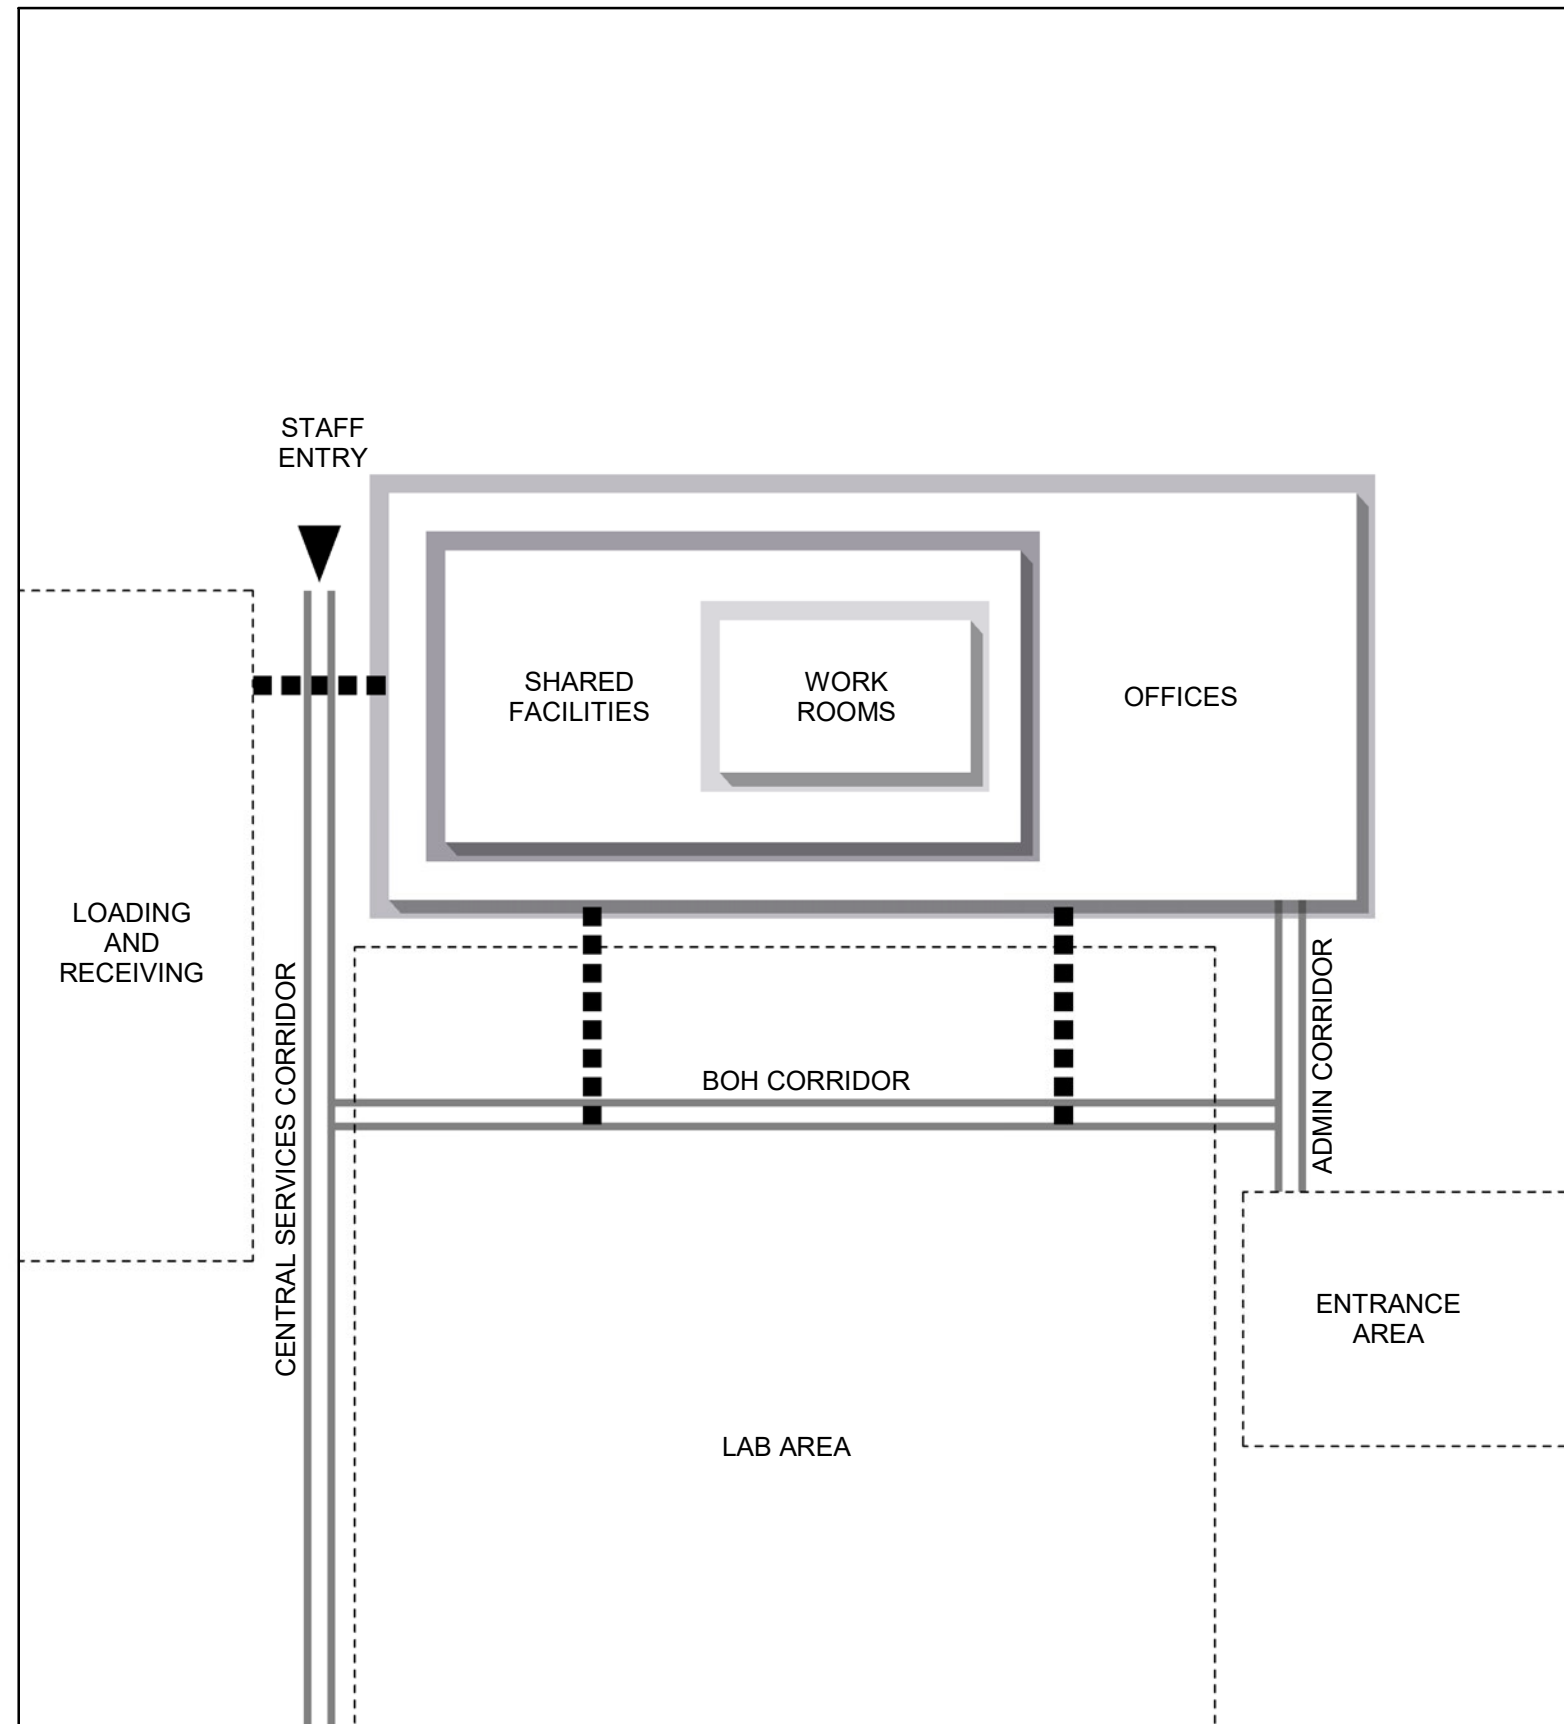 STAFF
ENTRY
SHARED
FACILITIES
WORK
ROOMS
OFFICES
LOADING
AND
RECEIVING
CENTRAL SERVICES CORRIDOR
BOH CORRIDOR
ADMIN CORRIDOR
ENTRANCE
AREA
LAB AREA